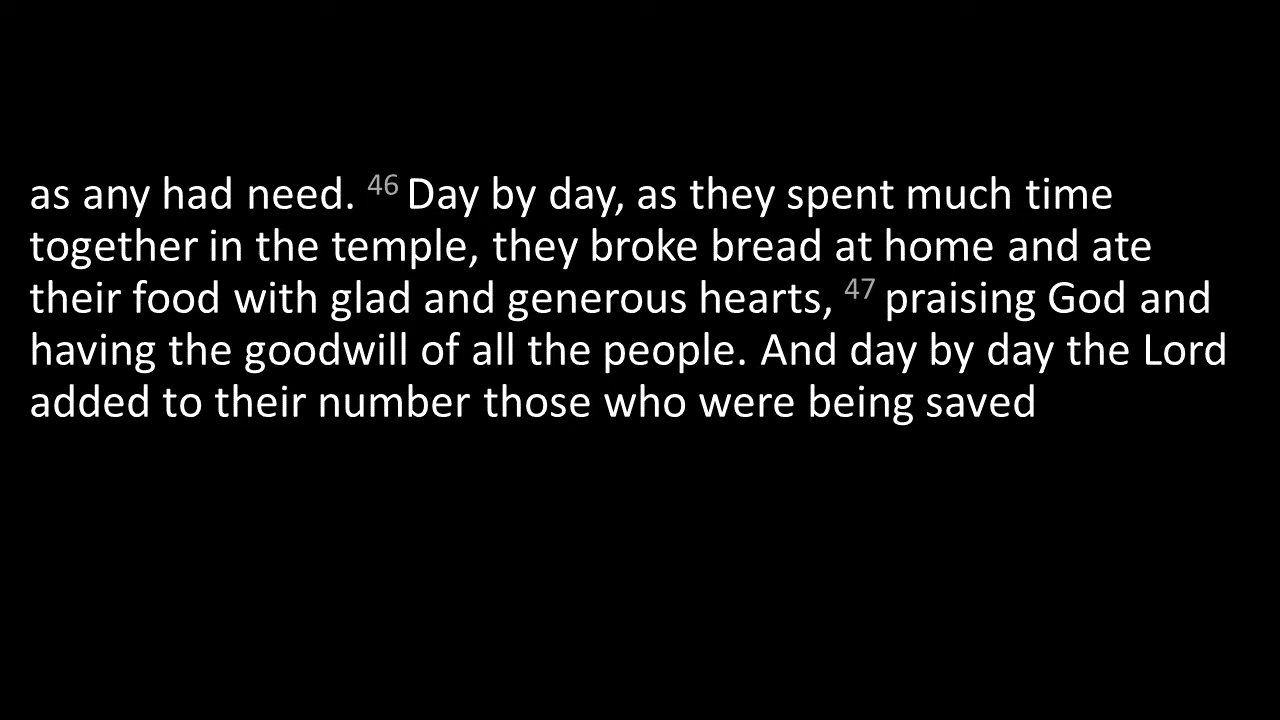 as any had need. 46 Day by day, as they spent much time
together in the temple, they broke bread at home and ate
their food with glad and generous hearts, 47 praising God and
having the goodwill of all the people. And day by day the Lord
added to their number those who were being saved